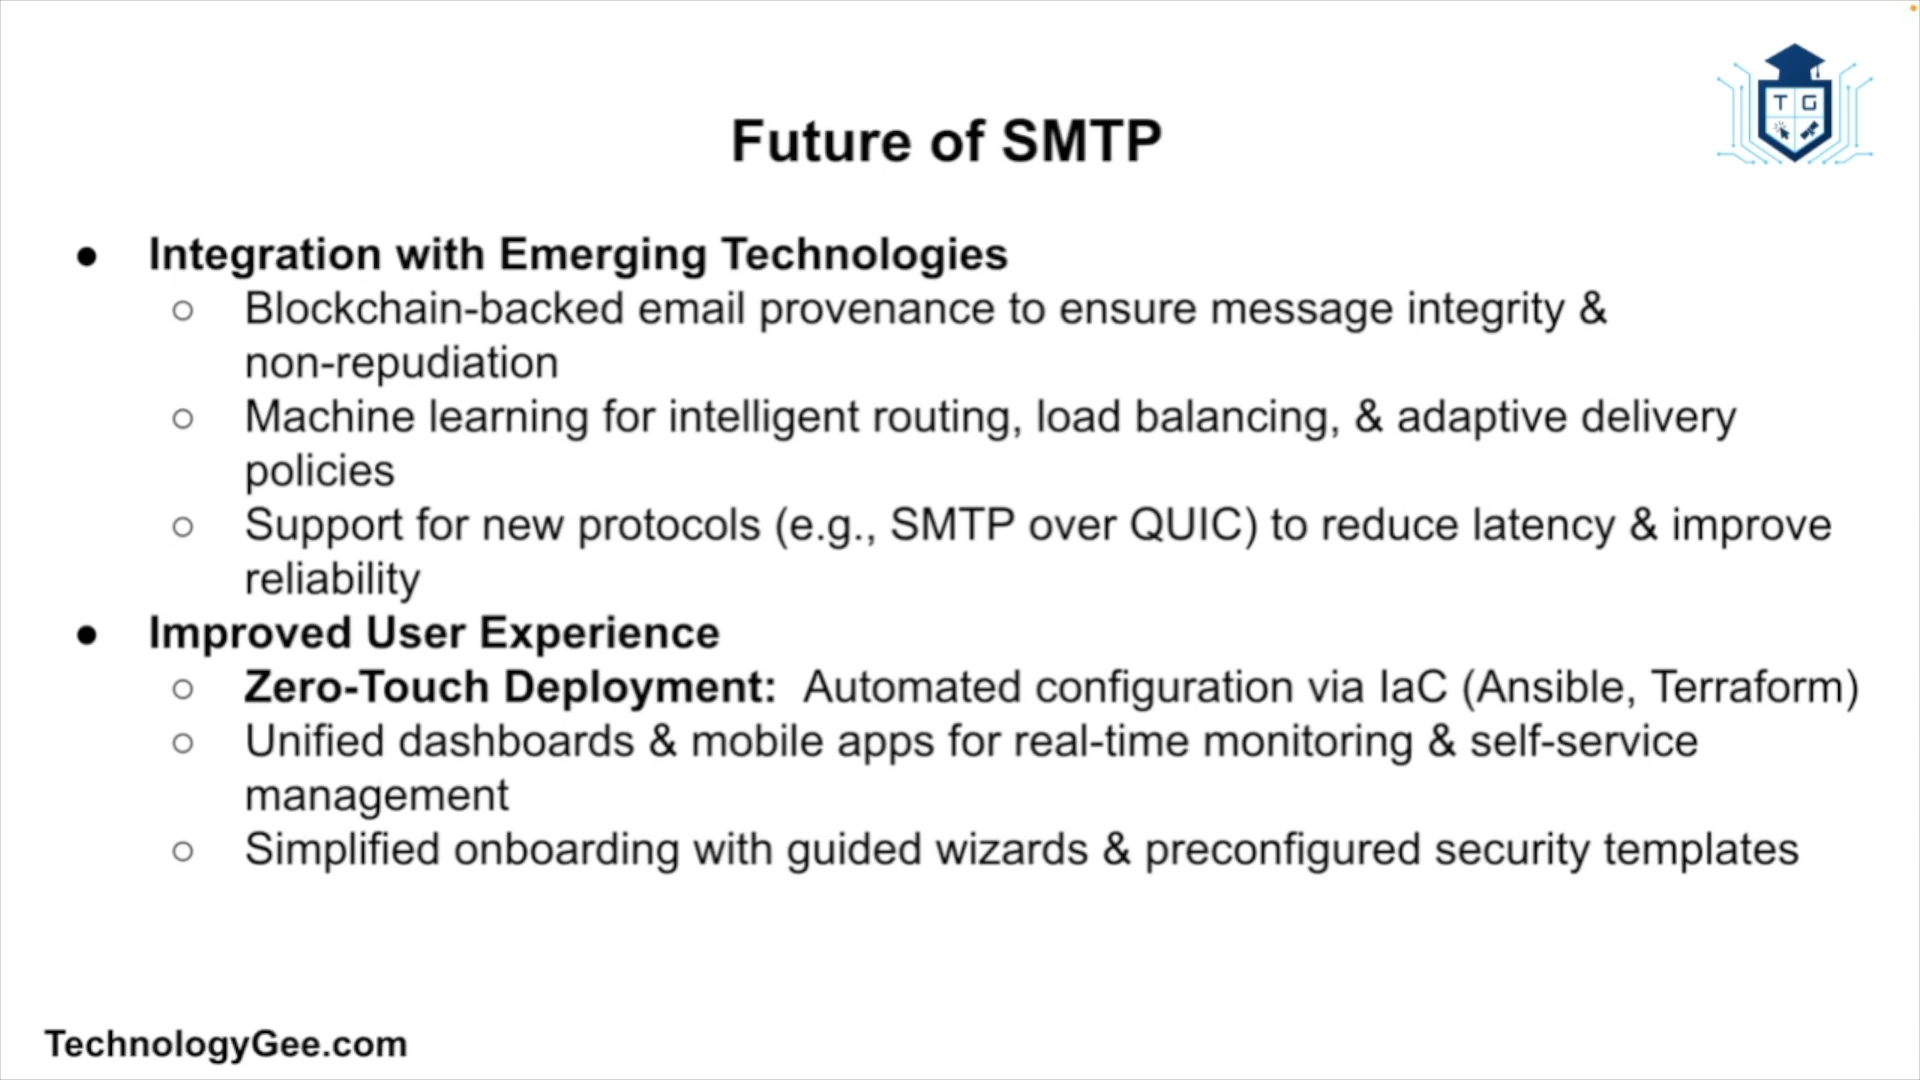 T G
Future of SMTP
● Integration with Emerging Technologies
○ Blockchain-backed email provenance to ensure message integrity &
non-repudiation
○ Machine learning for intelligent routing, load balancing, & adaptive delivery
policies
○ Support for new protocols (e.g., SMTP over QUIC) to reduce latency & improve
reliability
● Improved User Experience
○ Zero-Touch Deployment: Automated configuration via IaC (Ansible, Terraform)
○ Unified dashboards & mobile apps for real-time monitoring & self-service
management
○ Simplified onboarding with guided wizards & preconfigured security templates
TechnologyGee.com